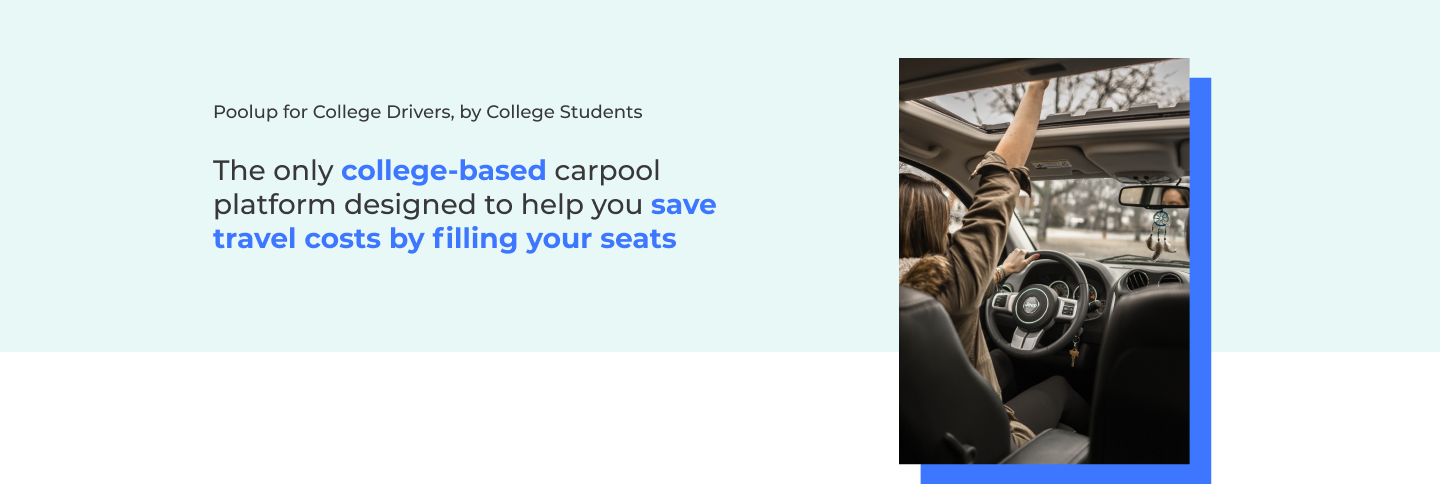 Poolup for College Drivers, by College Students
The only college-based carpool
platform designed to help you save
travel costs by filling your seats